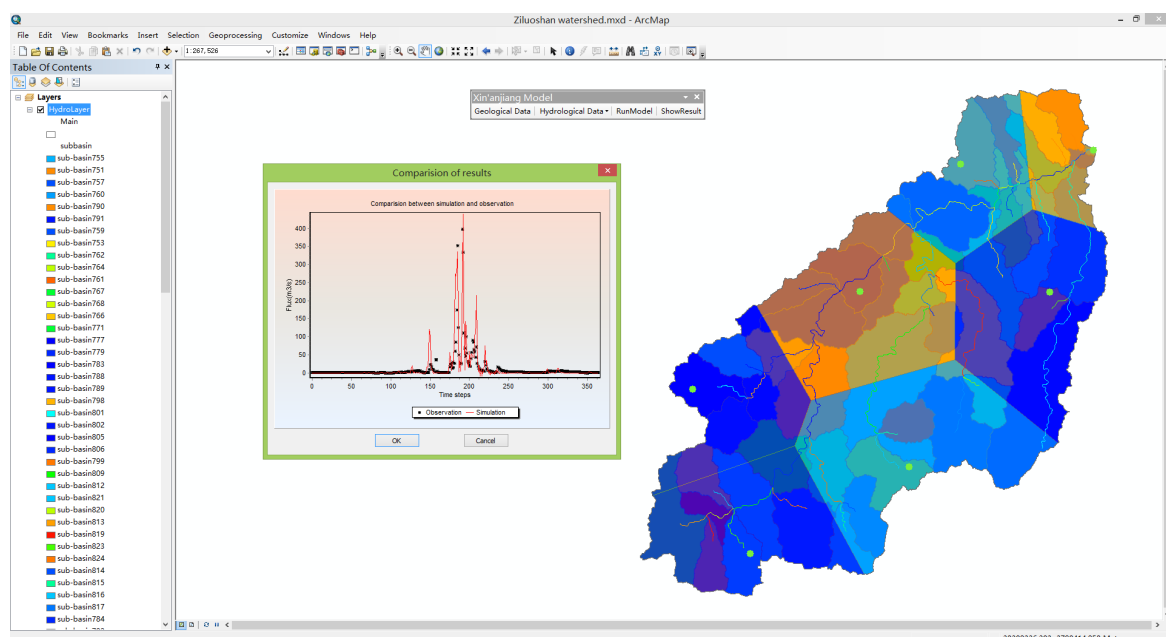 Ziluoshan watershed.mxd - ArcMap
File Edit View Bookmarks Insert Selection Geoprocessing Customize Windows Help
1:267,526
Table Of Contents
Layers
HydroLayer
Main
subbasin
sub-basin755
sub-basin751
sub-basin757
sub-basin760
sub-basin790
sub-basin791
sub-basin759
sub-basin753
sub-basin762
sub-basin764
sub-basin761
sub-basin767
sub-basin768
sub-basin766
sub-basin771
sub-basin777
sub-basin779
sub-basin783
sub-basin788
sub-basin789
sub-basin798
sub-basin801
sub-basin802
sub-basin805
sub-basin806
sub-basin799
sub-basin809
sub-basin812
sub-basin821
sub-basin820
sub-basin813
sub-basin819
sub-basin823
sub-basin824
sub-basin814
sub-basin815
sub-basin816
sub-basin817
sub-basin784
Xin'anjiang Model
Geological Data Hydrological Data RunModel ShowResult
Comparision of results
Comparision between simulation and observation
Flux(m3/s)
400
350
300
250
200
150
100
50
0
0 50 100 150 200 250 300 350
Time steps
Observation Simulation
OK Cancel